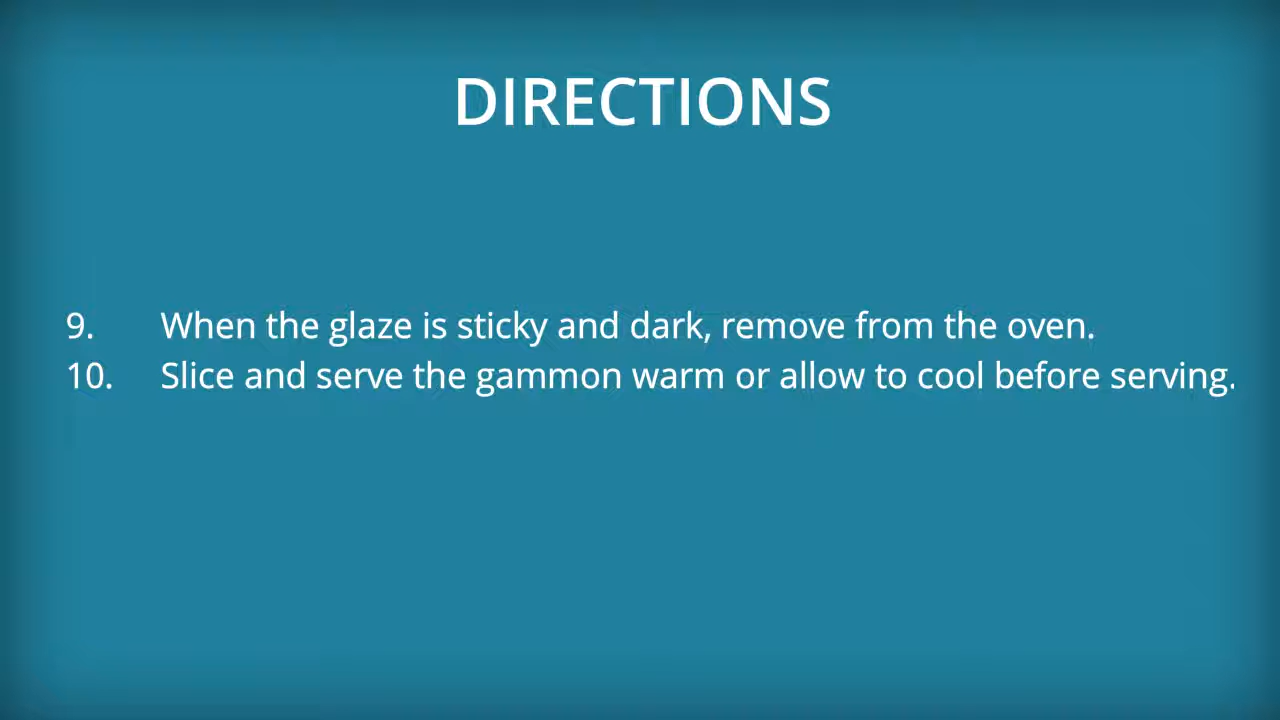 DIRECTIONS
9. When the glaze is sticky and dark, remove from the oven.
10. Slice and serve the gammon warm or allow to cool before serving.